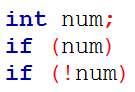 int num;
if (num)
if (!num)